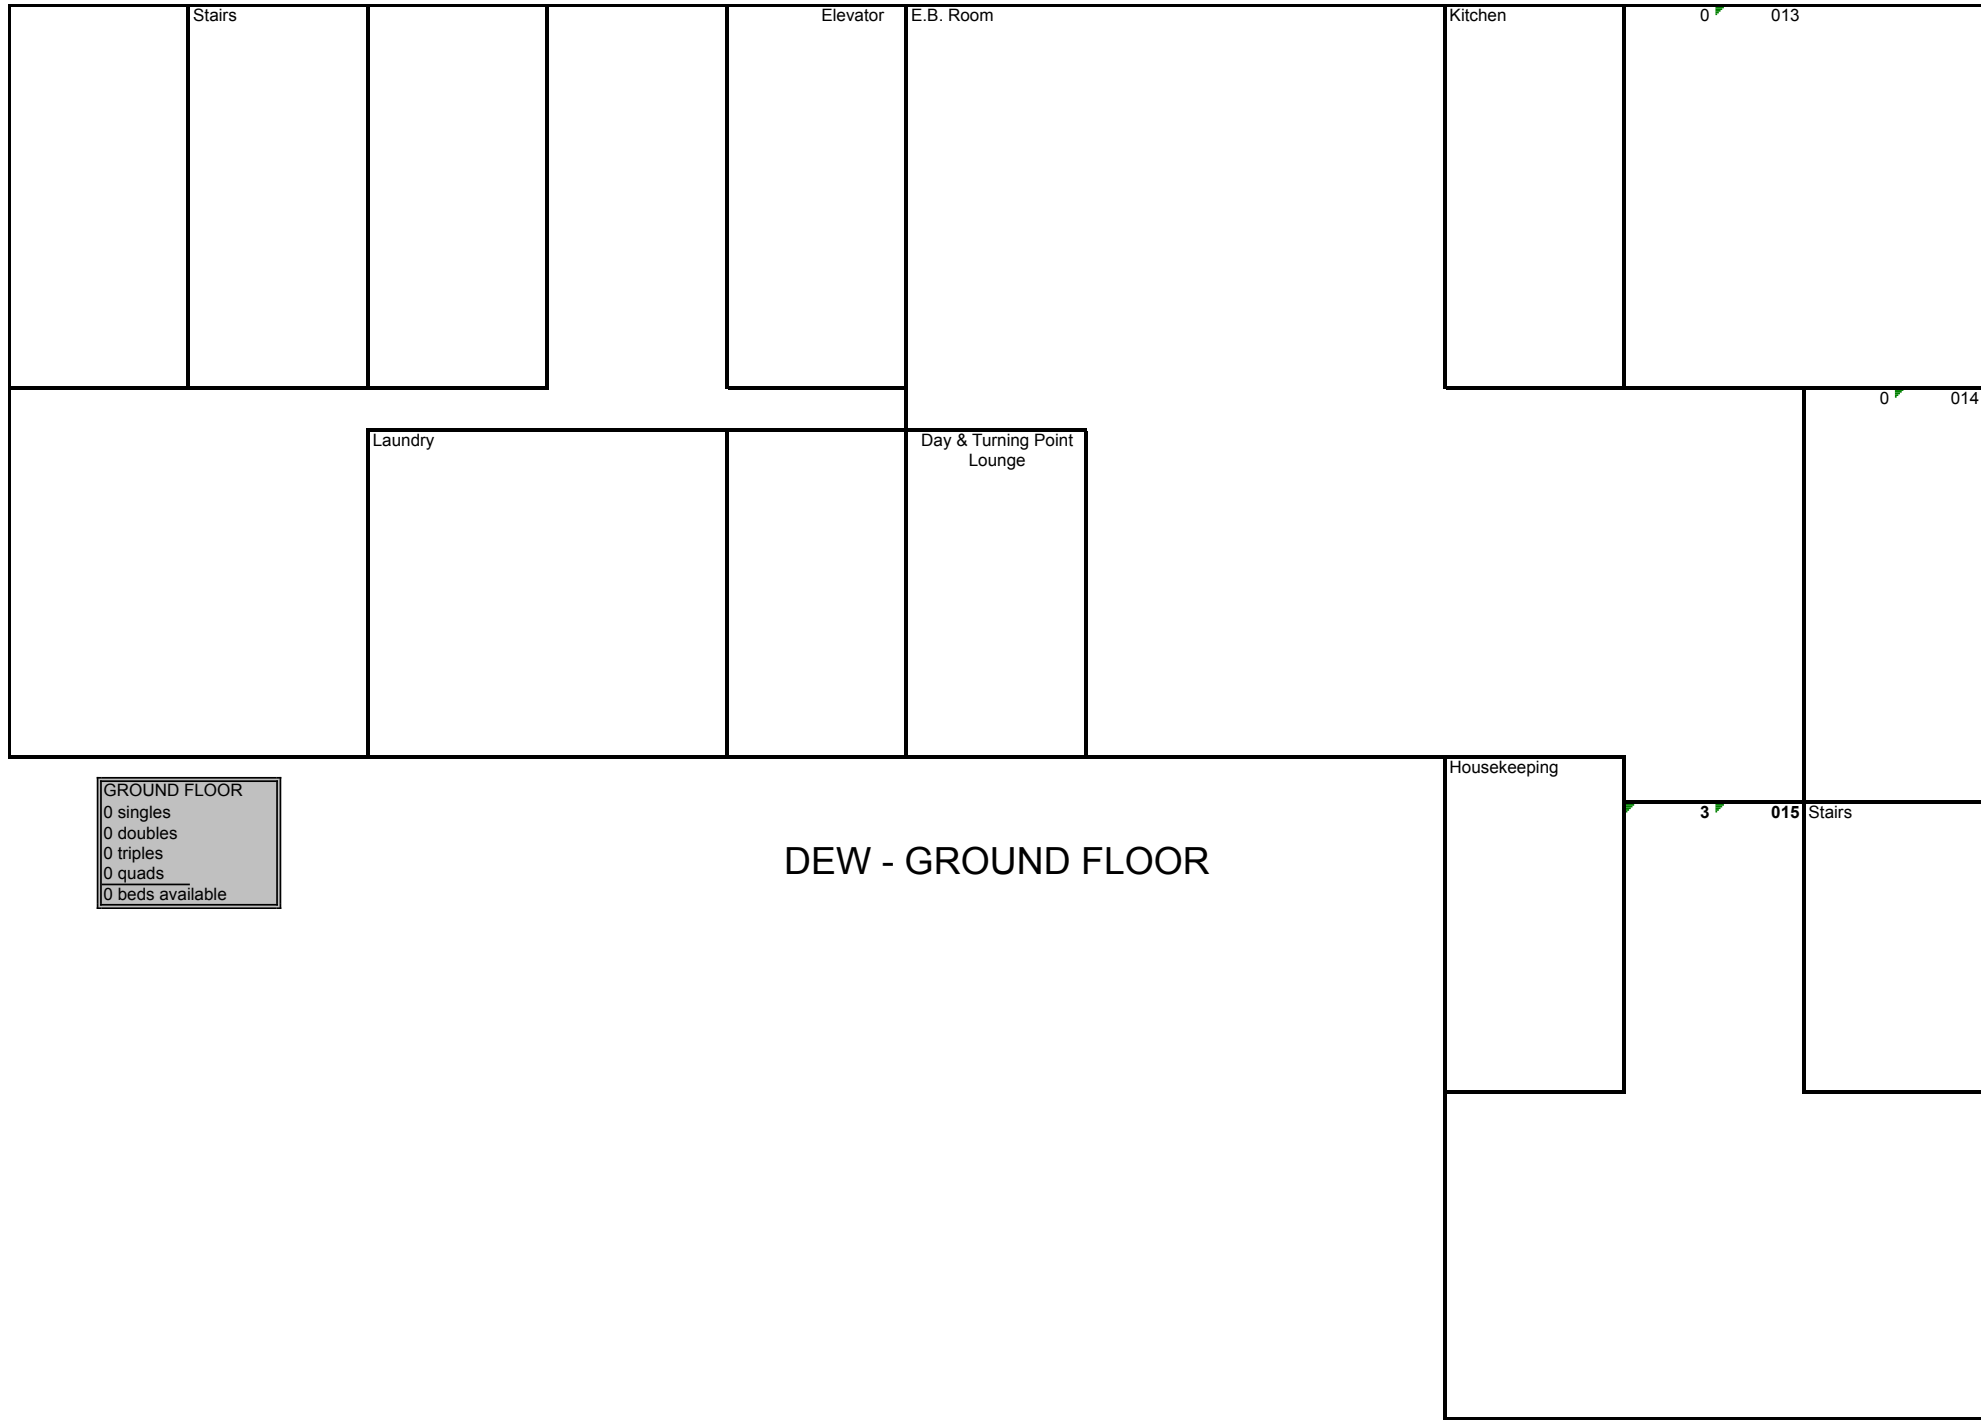 Stairs Elevator E.B. Room Kitchen 0 013
0 014
Laundry Day & Turning Point
Lounge
Housekeeping
GROUND FLOOR
0 singles
0 doubles
0 triples
0 quads
0 beds available
3 015 Stairs
DEW - GROUND FLOOR